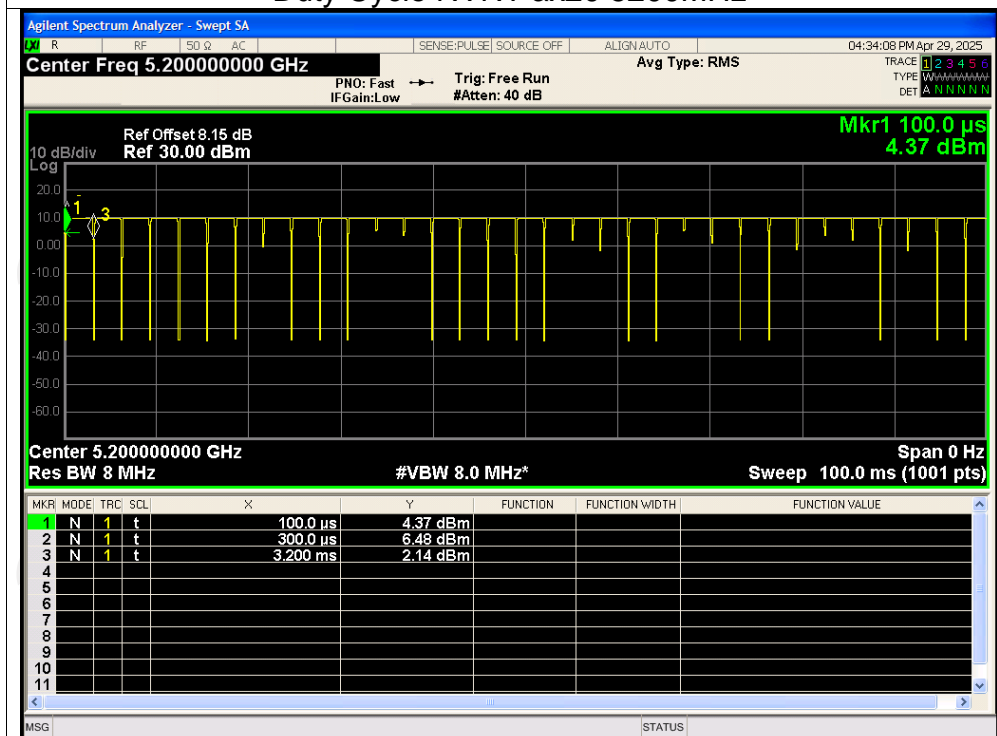 Agilent Spectrum Analyzer - Swept SA
LXI R RF 50 Ω AC SENSE:PULSE SOURCE OFF ALIGN AUTO 04:34:08 PM Apr 29, 2025
Center Freq 5.200000000 GHz Avg Type: RMS TRACE 1 2 3 4 5 6
PNO: Fast Trig: Free Run TYPE
IFGain:Low #Atten: 40 dB DET A N N N N N
Mkr1 100.0 µs
Ref Offset 8.15 dB
10 dB/div Ref 30.00 dBm 4.37 dBm
Log
20.0
10.0
0.00
-10.0
-20.0
-30.0
-40.0
-50.0
-60.0
1
3
Center 5.200000000 GHz Span 0 Hz
Res BW 8 MHz #VBW 8.0 MHz* Sweep 100.0 ms (1001 pts)
MKR MODE TRC SCL X Y FUNCTION FUNCTION WIDTH FUNCTION VALUE
1 N 1 t 100.0 µs 4.37 dBm
2 N 1 t 300.0 µs 6.48 dBm
3 N 1 t 3.200 ms 2.14 dBm
4
5
6
7
8
9
10
11
MSG STATUS